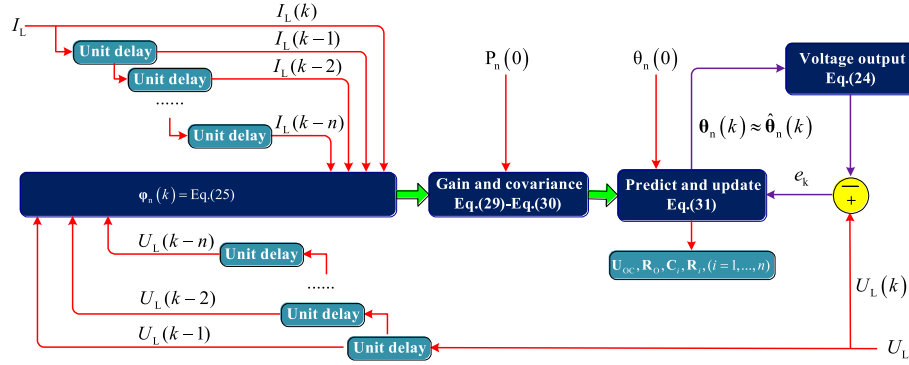 I_L
I_L(k)
Unit delay
I_L(k−1)
Unit delay
I_L(k−2)
......
Unit delay
I_L(k−n)
P_n(0)
θ_n(0)
Voltage output
Eq.(24)
θ_n(k) ≈ θ̂_n(k)
φ_n(k) = Eq.(25)
Gain and covariance
Eq.(29)-Eq.(30)
Predict and update
Eq.(31)
e_k
−
+
U_OC, R_O, C_i, R_i, (i = 1,..., n)
U_L(k−n)
Unit delay
......
U_L(k−2)
Unit delay
U_L(k−1)
Unit delay
U_L(k)
U_L